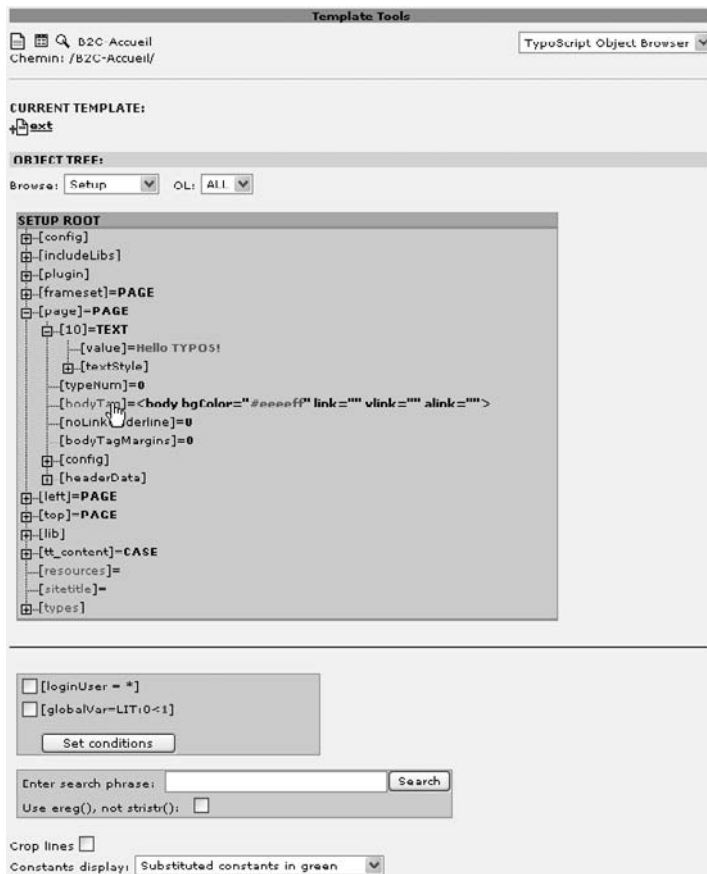 Template Tools
B2C-Accueil
TypoScript Object Browser
Chemin: /B2C-Accueil/
CURRENT TEMPLATE:
+ext
OBJECT TREE:
Browse: Setup OL: ALL
SETUP ROOT
[config]
[includeLibs]
[plugin]
[frameset]=PAGE
[page]=PAGE
[10]=TEXT
[value]=Hello TYPO3!
[textStyle]
[typeNum]=0
[bodyTag]=<body bgColor="#eeeeff" link="" vlink="" alink="">
[noLink derline]=0
[bodyTagMargins]=0
[config]
[headerData]
[left]=PAGE
[top]=PAGE
[lib]
[tt_content]=CASE
[resources]=
[sitetitle]=
[types]
[loginUser = *]
[globalVar=LIT:0<1]
Set conditions
Enter search phrase: Search
Use ereg(), not stristr():
Crop lines
Constants display: Substituted constants in green